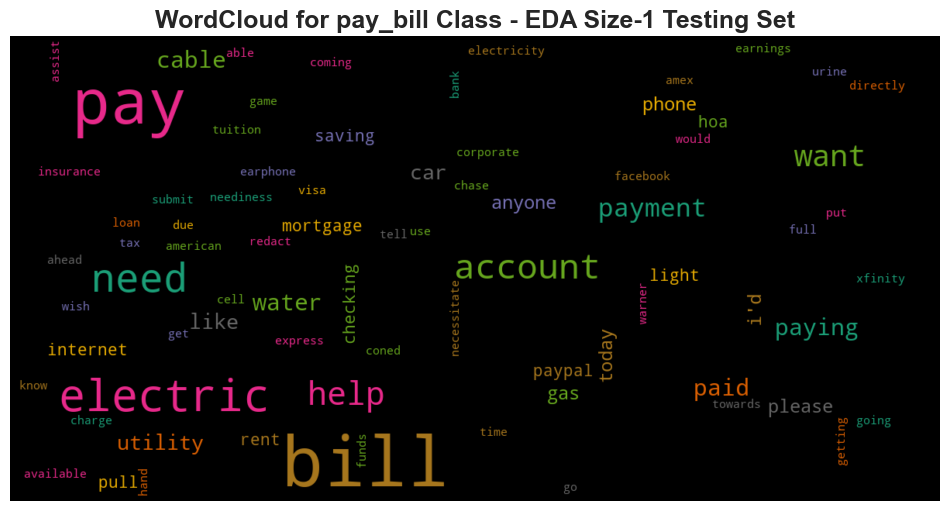 WordCloud for pay_bill Class - EDA Size-1 Testing Set
assist
cable
able
coming
electricity
earnings
urine
directly
bank
amex
pay
game
phone
hoa
tuition
saving
would
want
corporate
insurance
earphone
car
chase
facebook
submit
neediness
visa
anyone
payment
put
loan
due
mortgage
tell
use
full
tax
american
redact
ahead
need
account
light
xfinity
wish
cell
water
checking
necessitate
warner
i'd
like
get
paying
internet
express
coned
today
know
electric
help
paypal
gas
paid
towards
please
charge
going
utility
rent
bill
funds
time
getting
available
pull
hand
go